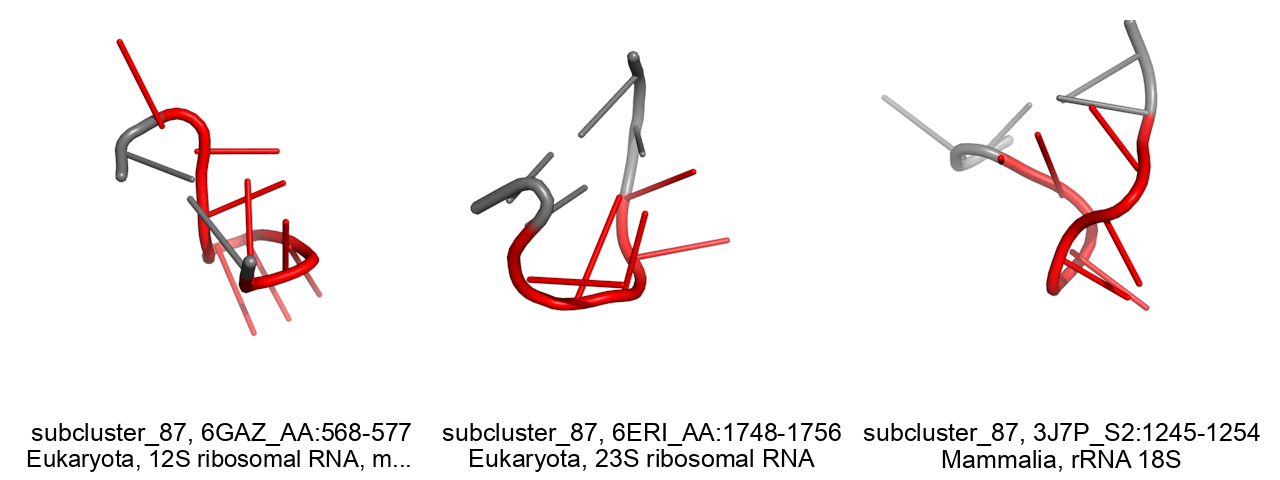 subcluster_87, 6GAZ_AA:568-577
Eukaryota, 12S ribosomal RNA, m...
subcluster_87, 6ERI_AA:1748-1756
Eukaryota, 23S ribosomal RNA
subcluster_87, 3J7P_S2:1245-1254
Mammalia, rRNA 18S